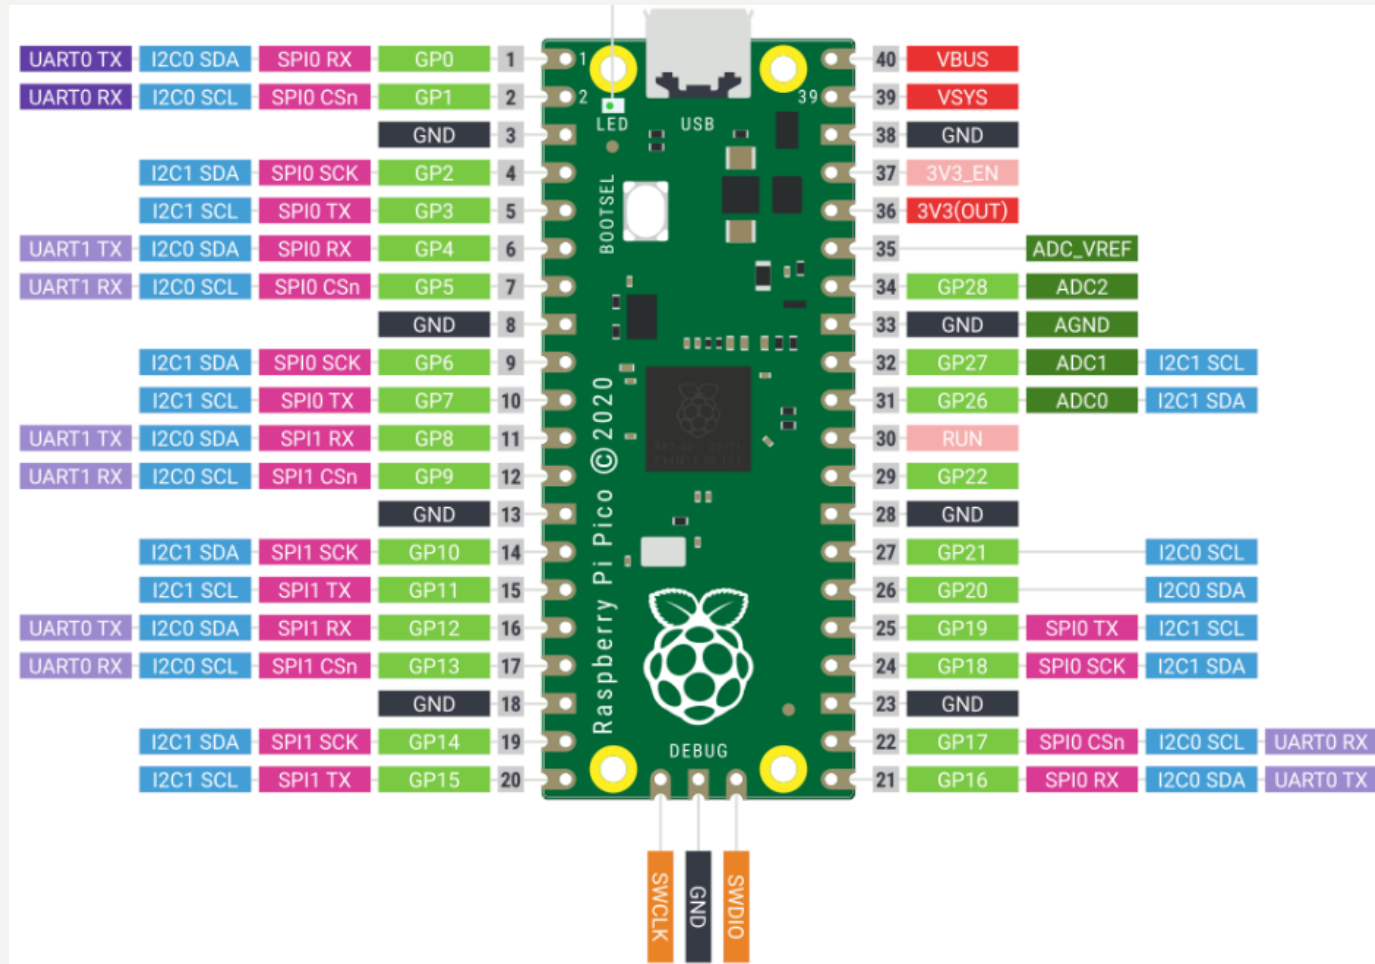 UART0 TX I2C0 SDA SPI0 RX GP0 1 1 40 VBUS
UART0 RX I2C0 SCL SPI0 CSn GP1 2 2 39 39 VSYS
LED USB
GND 3 38 GND
I2C1 SDA SPI0 SCK GP2 4 37 3V3_EN
I2C1 SCL SPI0 TX GP3 5 36 3V3(OUT)
BOOTSEL
UART1 TX I2C0 SDA SPI0 RX GP4 6 35 ADC_VREF
UART1 RX I2C0 SCL SPI0 CSn GP5 7 34 GP28 ADC2
GND 8 33 GND AGND
I2C1 SDA SPI0 SCK GP6 9 32 GP27 ADC1 I2C1 SCL
I2C1 SCL SPI0 TX GP7 10 31 GP26 ADC0 I2C1 SDA
UART1 TX I2C0 SDA SPI1 RX GP8 11 30 RUN
UART1 RX I2C0 SCL SPI1 CSn GP9 12 29 GP22
GND 13 28 GND
Raspberry Pi Pico ©2020
I2C1 SDA SPI1 SCK GP10 14 27 GP21 I2C0 SCL
I2C1 SCL SPI1 TX GP11 15 26 GP20 I2C0 SDA
UART0 TX I2C0 SDA SPI1 RX GP12 16 25 GP19 SPI0 TX I2C1 SCL
UART0 RX I2C0 SCL SPI1 CSn GP13 17 24 GP18 SPI0 SCK I2C1 SDA
GND 18 23 GND
I2C1 SDA SPI1 SCK GP14 19 22 GP17 SPI0 CSn I2C0 SCL UART0 RX
DEBUG
I2C1 SCL SPI1 TX GP15 20 21 GP16 SPI0 RX I2C0 SDA UART0 TX
SWCLK GND SWDIO